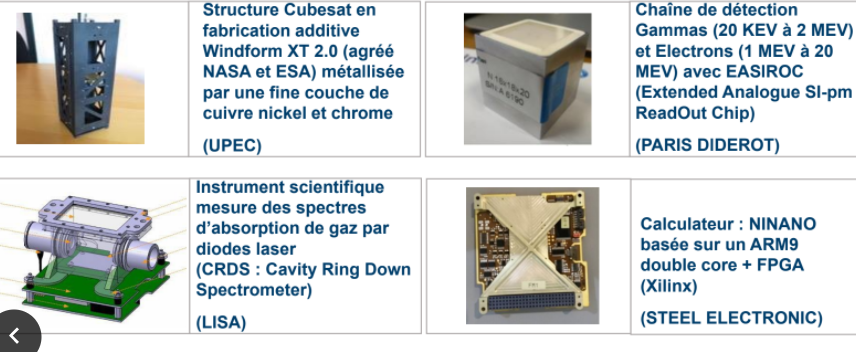 Structure Cubesat en
fabrication additive
Windform XT 2.0 (agréé
NASA et ESA) métallisée
par une fine couche de
cuivre nickel et chrome
(UPEC)
Chaîne de détection
Gammas (20 KEV à 2 MEV)
et Electrons (1 MEV à 20
MEV) avec EASIROC
(Extended Analogue SI-pm
ReadOut Chip)
(PARIS DIDEROT)
Instrument scientifique
mesure des spectres
d'absorption de gaz par
diodes laser
(CRDS : Cavity Ring Down
Spectrometer)
(LISA)
Calculateur : NINANO
basée sur un ARM9
double core + FPGA
(Xilinx)
(STEEL ELECTRONIC)